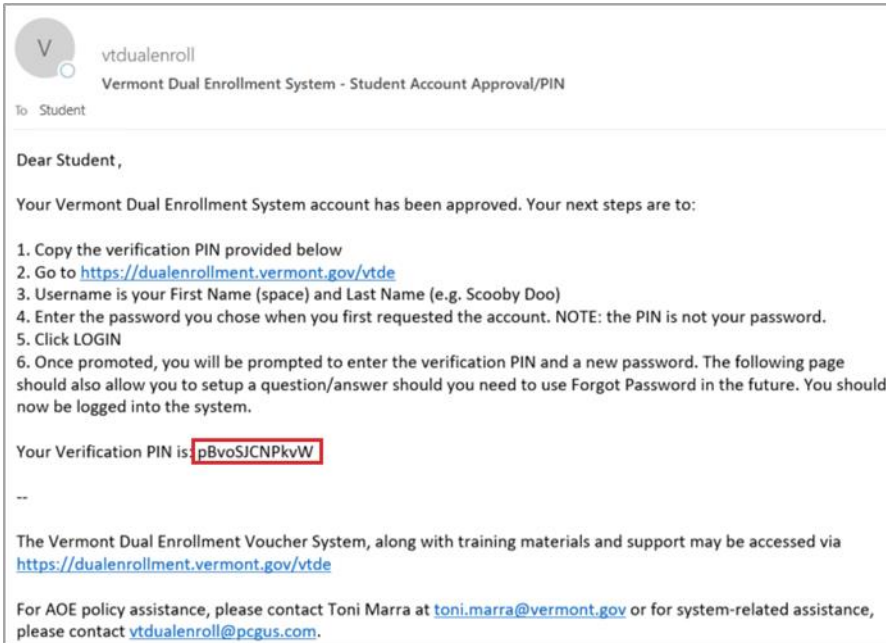 V
vtdualenroll
Vermont Dual Enrollment System - Student Account Approval/PIN
To Student
Dear Student,
Your Vermont Dual Enrollment System account has been approved. Your next steps are to:
1. Copy the verification PIN provided below
2. Go to https://dualenrollment.vermont.gov/vtde
3. Username is your First Name (space) and Last Name (e.g. Scooby Doo)
4. Enter the password you chose when you first requested the account. NOTE: the PIN is not your password.
5. Click LOGIN
6. Once promoted, you will be prompted to enter the verification PIN and a new password. The following page
should also allow you to setup a question/answer should you need to use Forgot Password in the future. You should
now be logged into the system.
Your Verification PIN is: pBvoSJCNPkvW
--
The Vermont Dual Enrollment Voucher System, along with training materials and support may be accessed via
https://dualenrollment.vermont.gov/vtde
For AOE policy assistance, please contact Toni Marra at toni.marra@vermont.gov or for system-related assistance,
please contact vtdualenroll@pcgus.com.